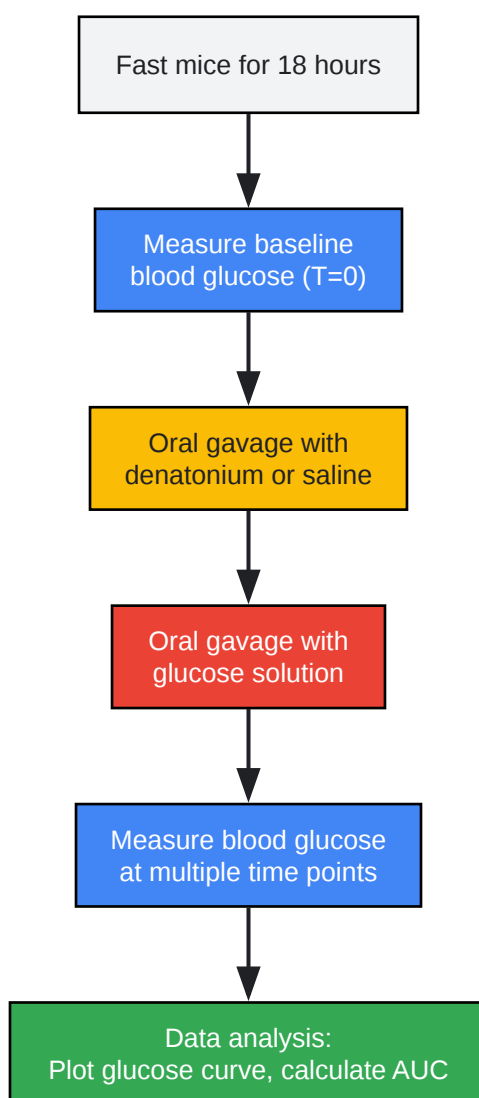 Fast mice for 18 hours
Measure baseline
blood glucose (T=0)
Oral gavage with
denatonium or saline
Oral gavage with
glucose solution
Measure blood glucose
at multiple time points
Data analysis:
Plot glucose curve, calculate AUC